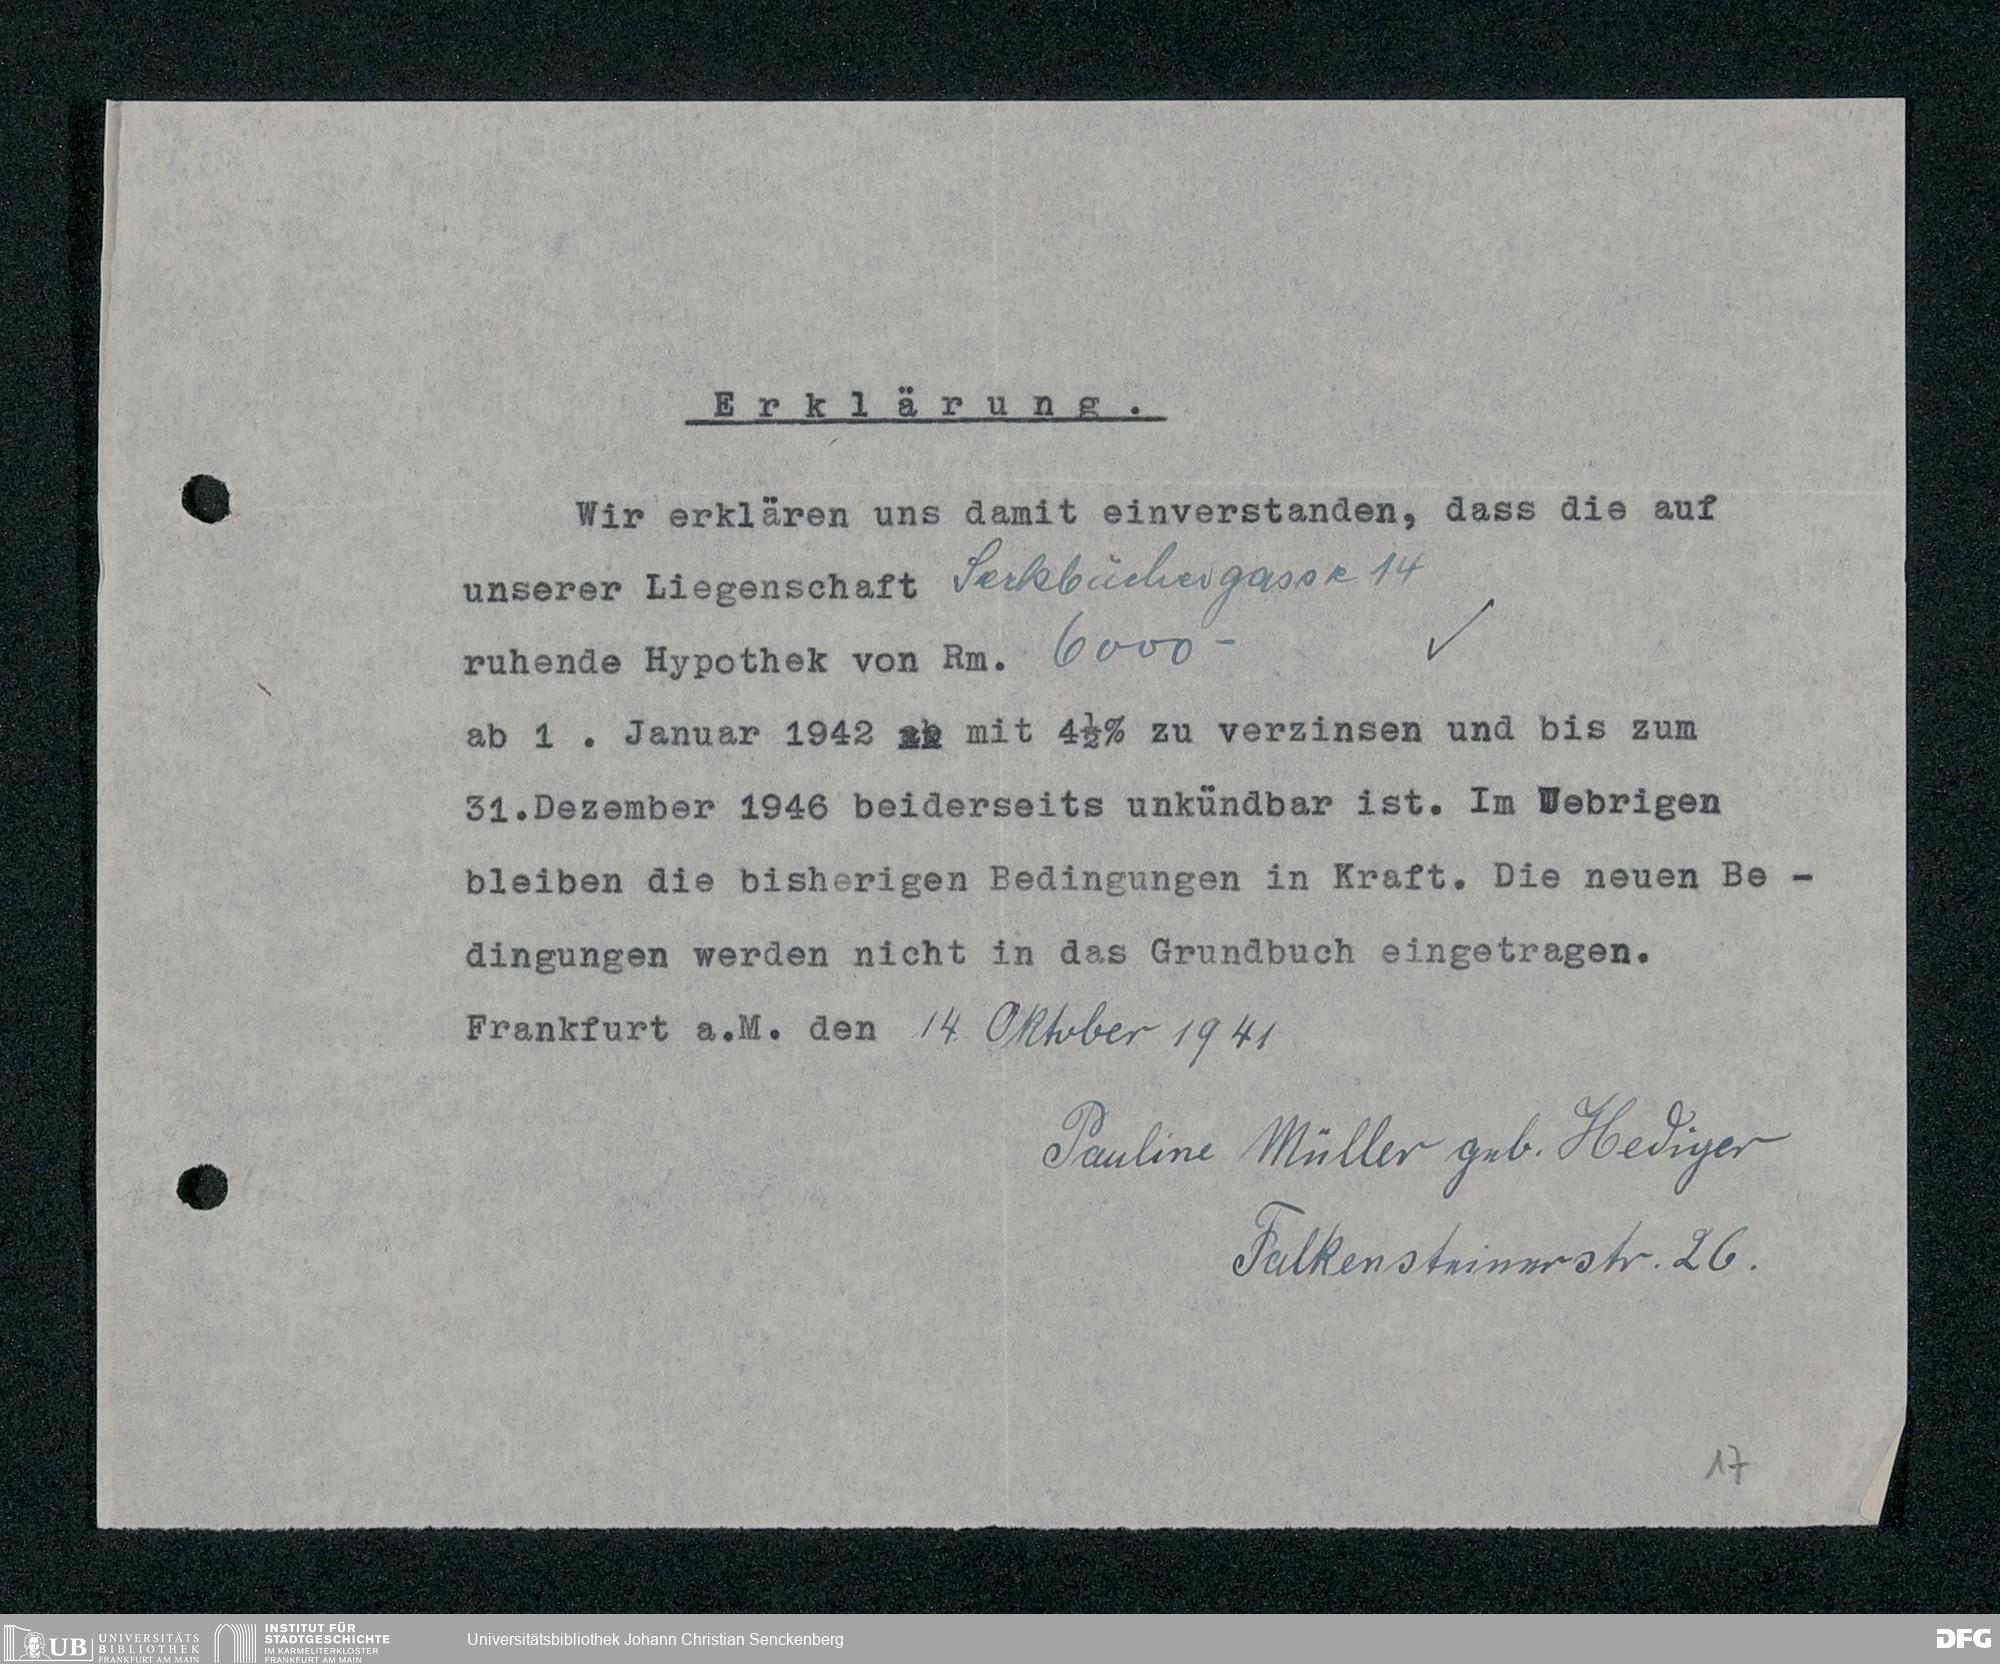 Erklärung.
Wir erklären uns damit einverstanden, dass die auf
unserer Liegenschaft Serkbüchergasse 14
ruhende Hypothek von Rm. 6000 -
ab 1 . Januar 1942 mit 4½% zu verzinsen und bis zum
31.Dezember 1946 beiderseits unkündbar ist. Im Uebrigen
bleiben die bisherigen Bedingungen in Kraft. Die neuen Be -
dingungen werden nicht in das Grundbuch eingetragen.
Frankfurt a.M. den 14 Oktober 1941
Pauline Müller geb. Hediger
Falkensteinerstr. 26.
17
UB UNIVERSITÄTS
BIBLIOTHEK
FRANKFURT AM MAIN
INSTITUT FÜR
STADTGESCHICHTE
IM KARMELITERKLOSTER
FRANKFURT AM MAIN
Universitätsbibliothek Johann Christian Senckenberg
DFG